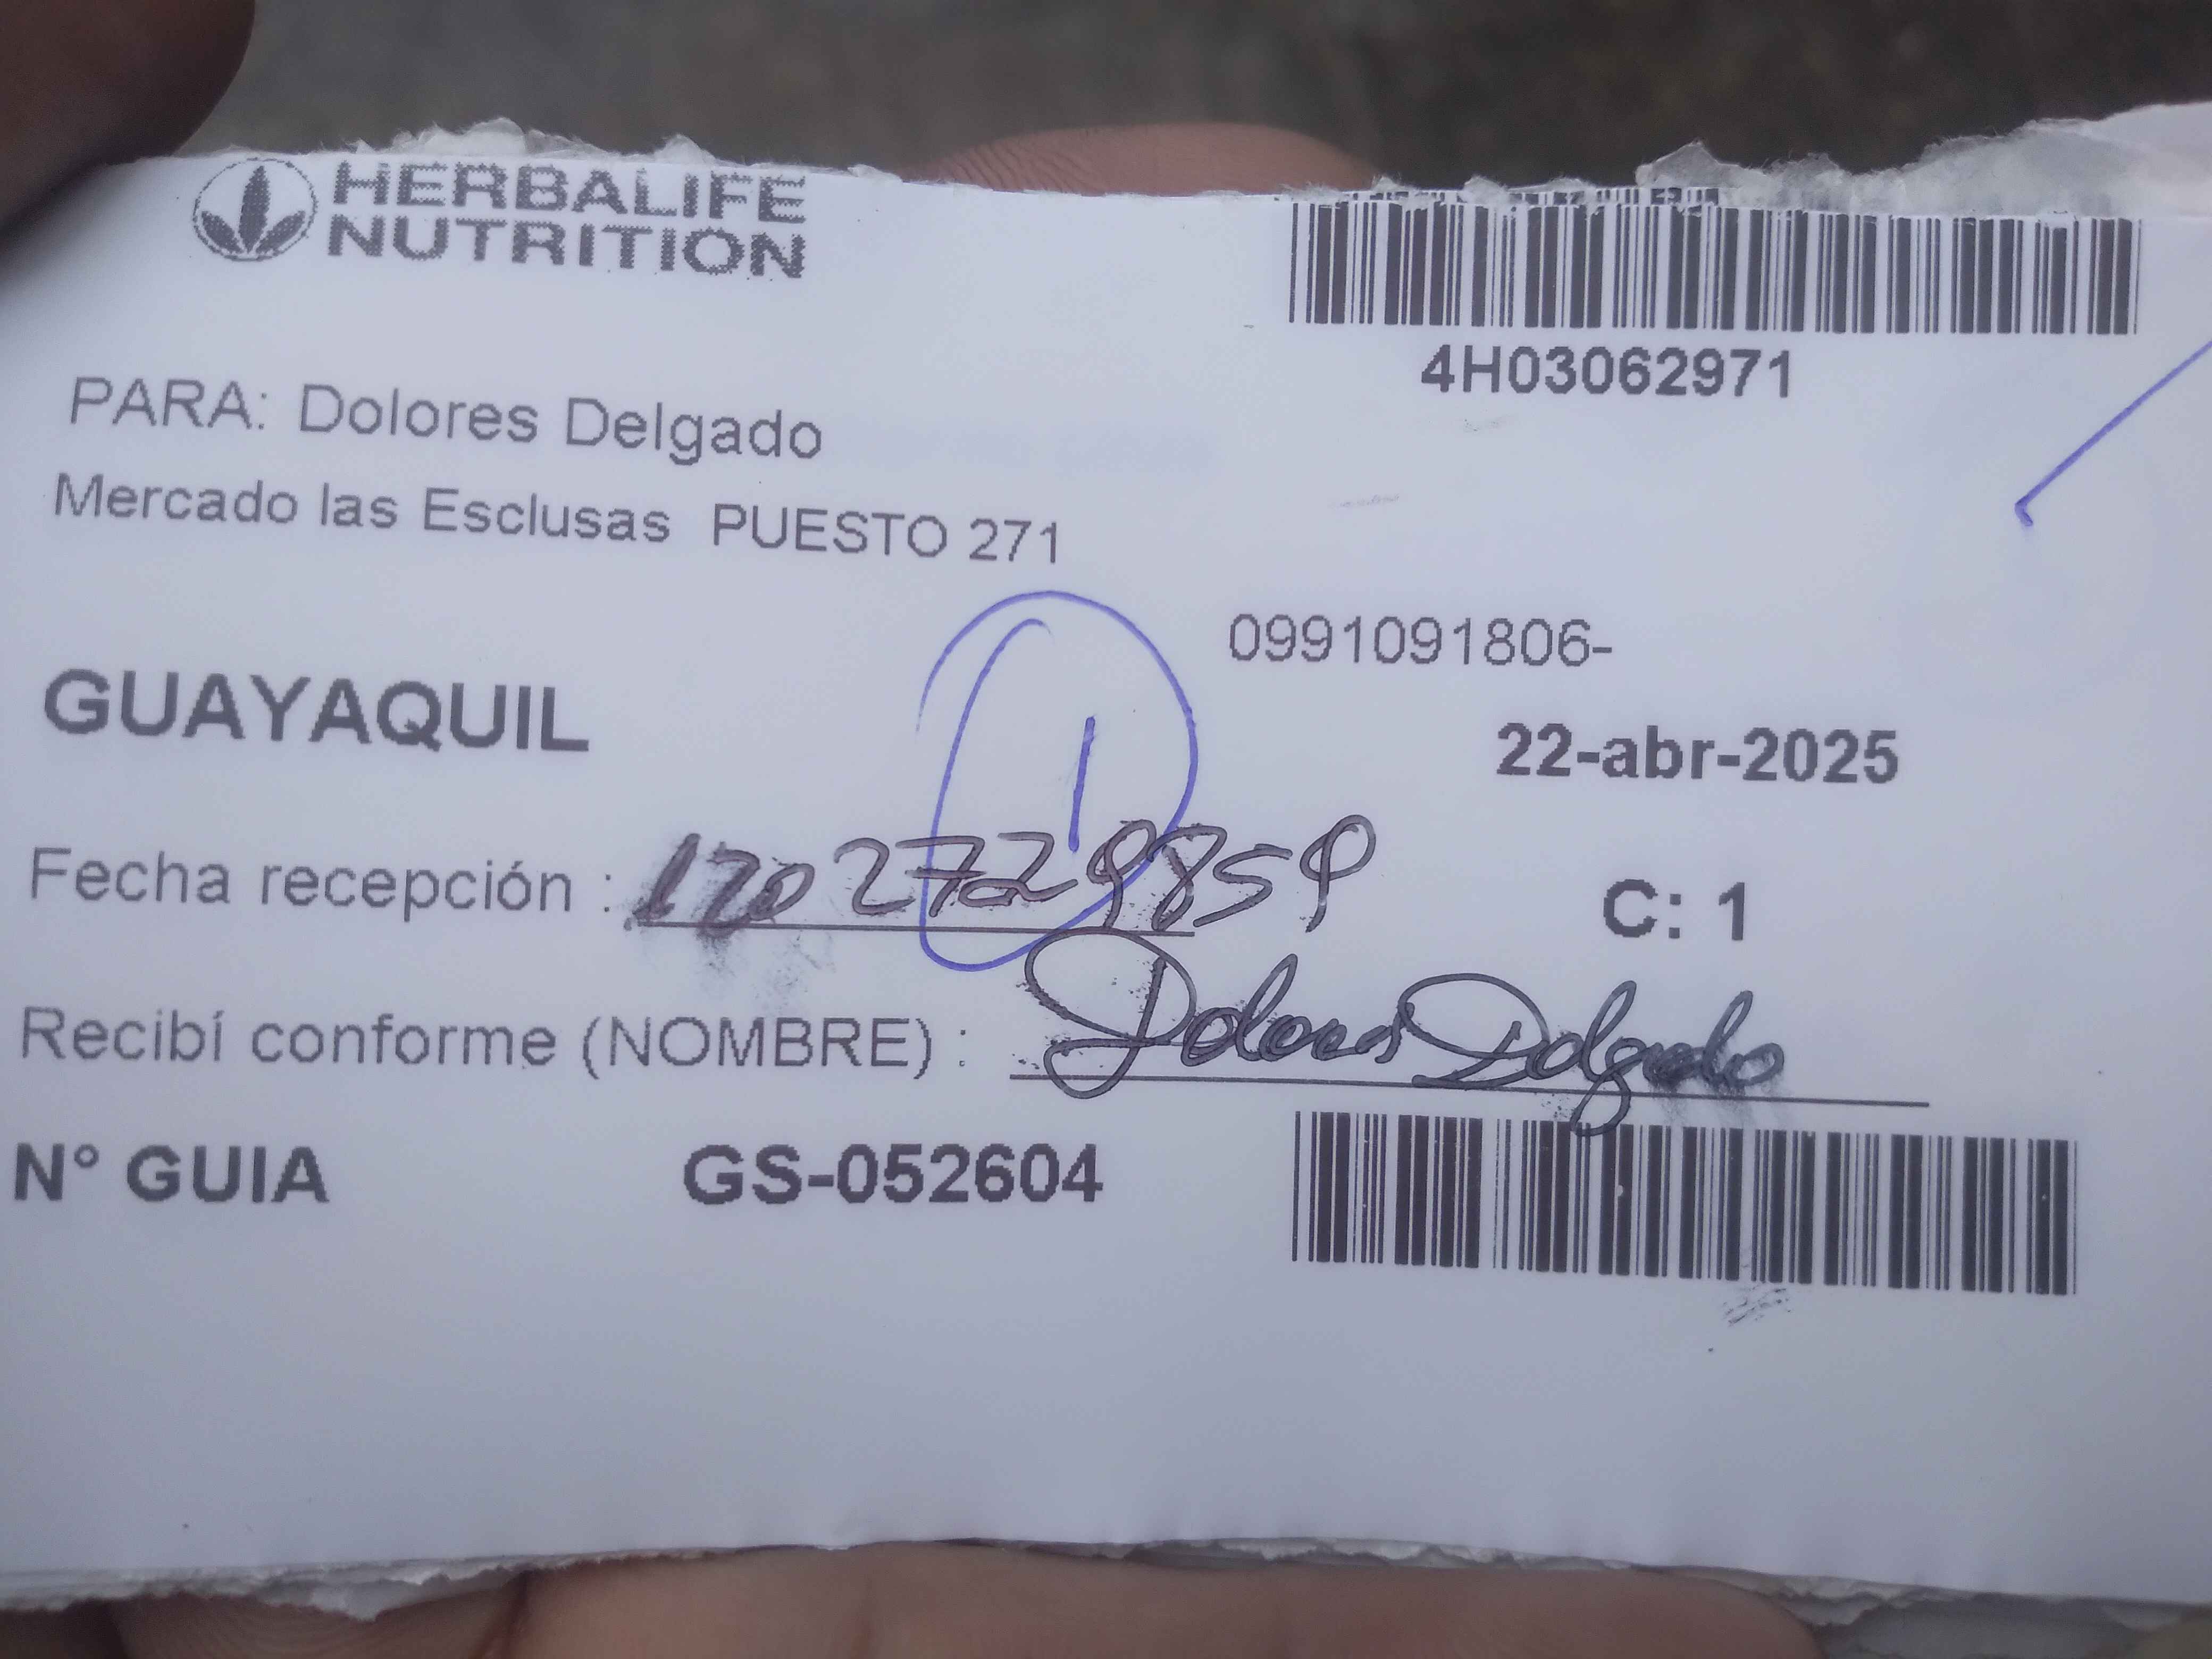 HERBALIFE
NUTRITION
4H03062971
PARA: Dolores Delgado
Mercado las Esclusas PUESTO 271
0991091806-
GUAYAQUIL
1
22-abr-2025
Fecha recepción : 1202729859
C: 1
Recibí conforme (NOMBRE) : Dolores Delgado
N° GUIA GS-052604